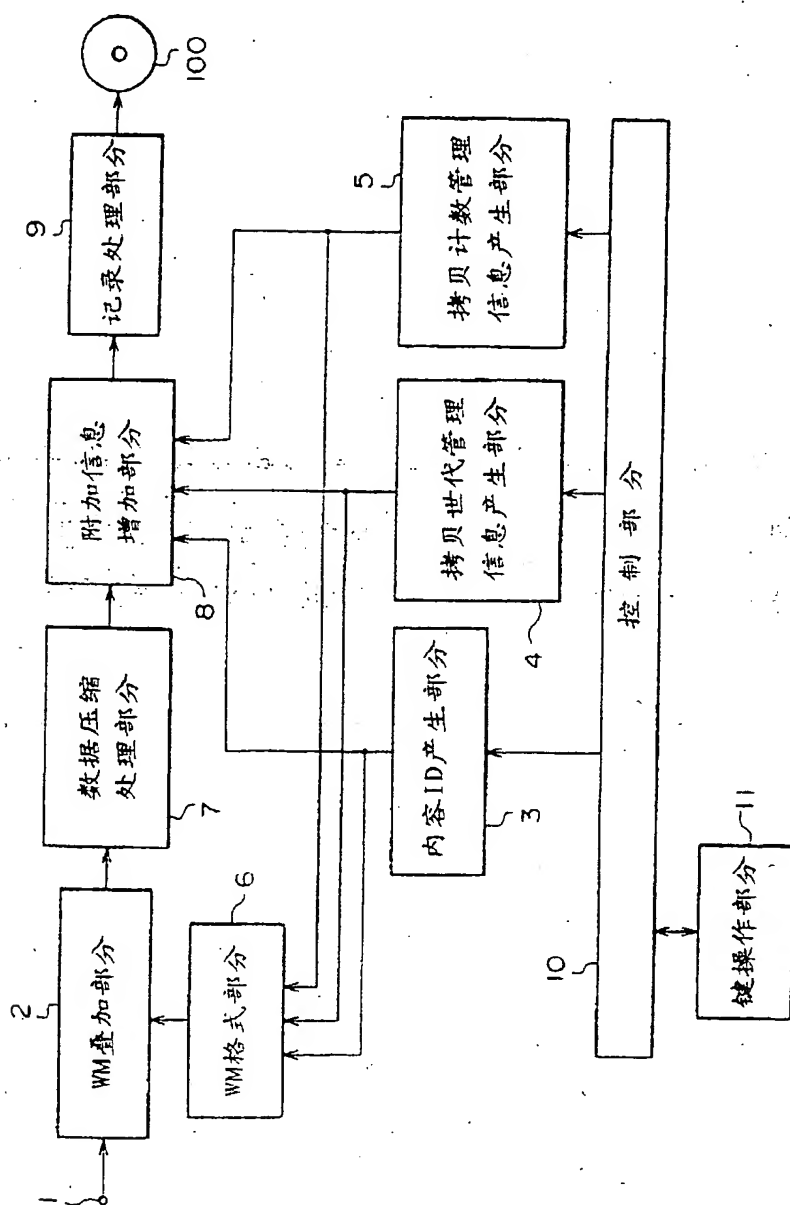 1
2
WM叠加部分
7
数据压缩
处理部分
8
附加信息
增加部分
9
记录处理部分
100
6
WM格式部分
3
内容ID产生部分
4
拷贝世代管理
信息产生部分
5
拷贝计数管理
信息产生部分
10
控制部分
11
键操作部分